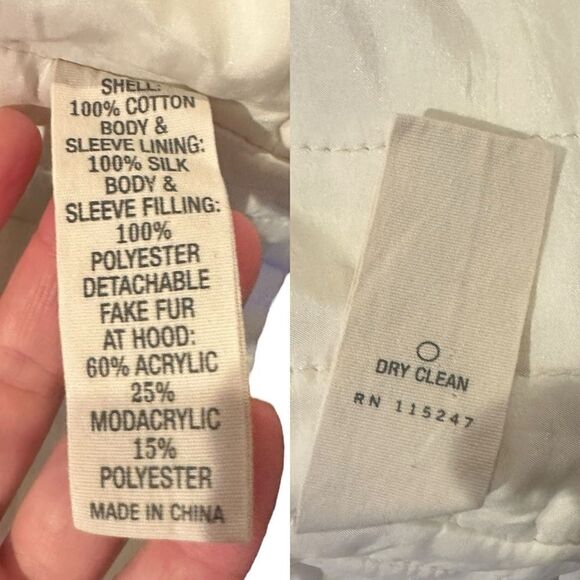 SHELL:
100% COTTON
BODY &
SLEEVE LINING:
100% SILK
BODY &
SLEEVE FILLING:
100%
POLYESTER
DETACHABLE
FAKE FUR
AT HOOD:
60% ACRYLIC
25%
MODACRYLIC
15%
POLYESTER
MADE IN CHINA
DRY CLEAN
RN 115247